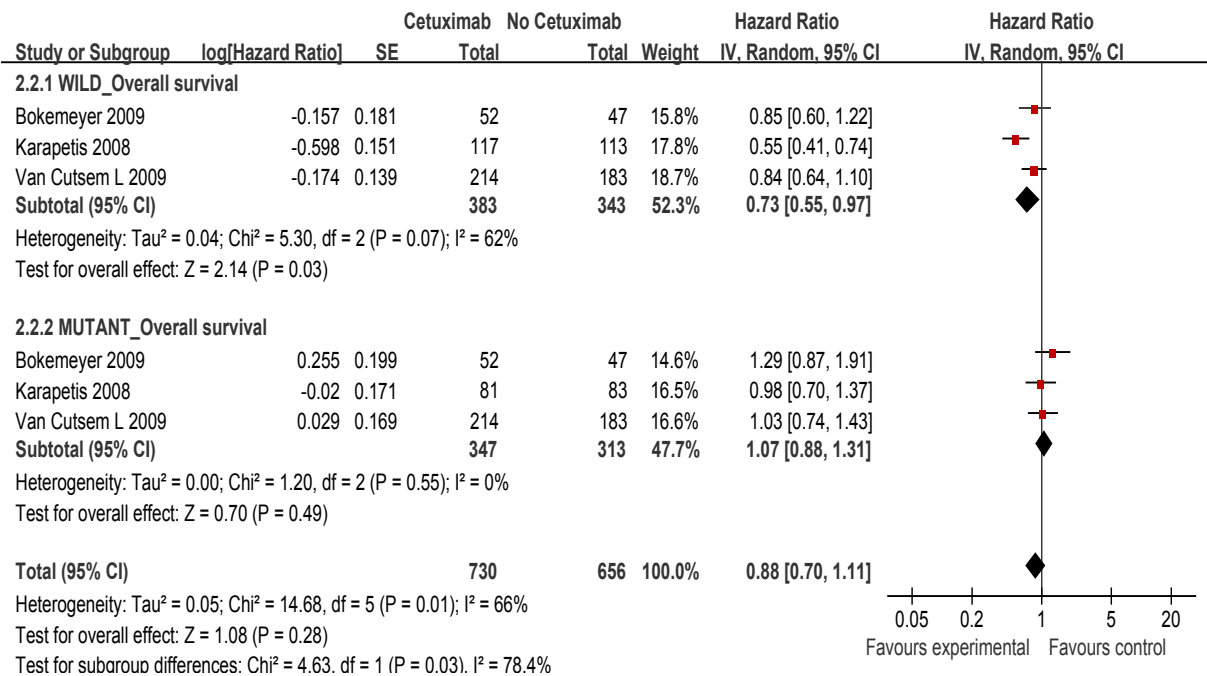 Cetuximab No Cetuximab Hazard Ratio Hazard Ratio
Study or Subgroup log[Hazard Ratio] SE Total Total Weight IV, Random, 95% CI IV, Random, 95% CI
2.2.1 WILD_Overall survival
Bokemeyer 2009 -0.157 0.181 52 47 15.8% 0.85 [0.60, 1.22]
Karapetis 2008 -0.598 0.151 117 113 17.8% 0.55 [0.41, 0.74]
Van Cutsem L 2009 -0.174 0.139 214 183 18.7% 0.84 [0.64, 1.10]
Subtotal (95% CI) 383 343 52.3% 0.73 [0.55, 0.97]
Heterogeneity: Tau² = 0.04; Chi² = 5.30, df = 2 (P = 0.07); I² = 62%
Test for overall effect: Z = 2.14 (P = 0.03)
2.2.2 MUTANT_Overall survival
Bokemeyer 2009 0.255 0.199 52 47 14.6% 1.29 [0.87, 1.91]
Karapetis 2008 -0.02 0.171 81 83 16.5% 0.98 [0.70, 1.37]
Van Cutsem L 2009 0.029 0.169 214 183 16.6% 1.03 [0.74, 1.43]
Subtotal (95% CI) 347 313 47.7% 1.07 [0.88, 1.31]
Heterogeneity: Tau² = 0.00; Chi² = 1.20, df = 2 (P = 0.55); I² = 0%
Test for overall effect: Z = 0.70 (P = 0.49)
Total (95% CI) 730 656 100.0% 0.88 [0.70, 1.11]
Heterogeneity: Tau² = 0.05; Chi² = 14.68, df = 5 (P = 0.01); I² = 66%
Test for overall effect: Z = 1.08 (P = 0.28)
Test for subgroup differences: Chi² = 4.63, df = 1 (P = 0.03), I² = 78.4%
0.05 0.2 1 5 20
Favours experimental Favours control